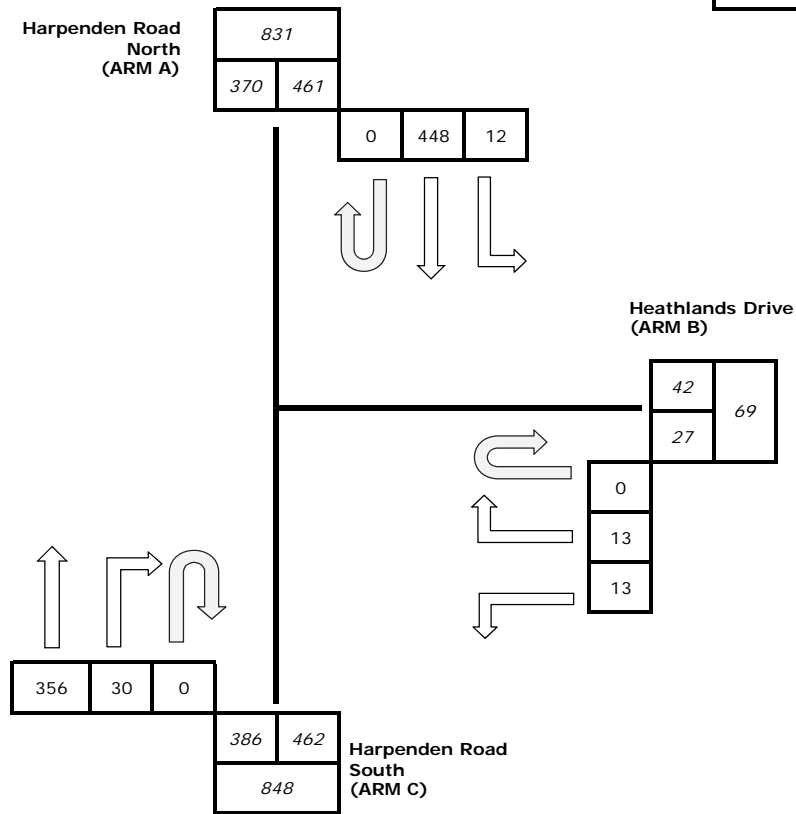 Harpenden Road
North
(ARM A)
831
370 461
0 448 12
Heathlands Drive
(ARM B)
42
69
27
0
13
13
356 30 0
386 462
Harpenden Road
South
(ARM C)
848